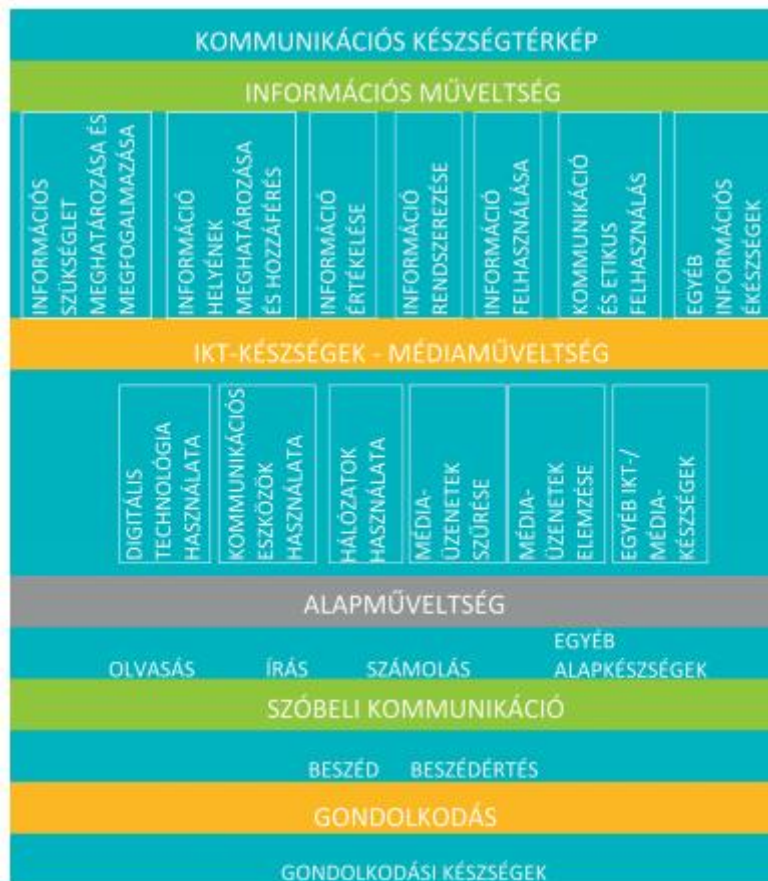 KOMMUNIKÁCIÓS KÉSZSÉGTÉRKÉP
INFORMÁCIÓS MŰVELTSÉG
INFORMÁCIÓS
SZÜKSÉGLET
MEGHATÁROZÁSA ÉS
MEGFOGALMAZÁSA
INFORMÁCIÓ
HELYÉNEK
MEGHATÁROZÁSA
ÉS HOZZÁFÉRÉS
INFORMÁCIÓ
ÉRTÉKELÉSE
INFORMÁCIÓ
RENDSZEREZÉSE
INFORMÁCIÓ
FELHASZNÁLÁSA
KOMMUNIKÁCIÓ
ÉS ETIKUS
FELHASZNÁLÁS
EGYÉB
INFORMÁCIÓS
ÉKÉSZSÉGEK
IKT-KÉSZSÉGEK - MÉDIAMŰVELTSÉG
DIGITÁLIS
TECHNOLÓGIA
HASZNÁLATA
KOMMUNIKÁCIÓS
ESZKÖZÖK
HASZNÁLATA
HÁLÓZATOK
HASZNÁLATA
MÉDIA-
ÜZENETEK
SZŰRÉSE
MÉDIA-
ÜZENETEK
ELEMZÉSE
EGYÉB IKT-/
MÉDIA-
KÉSZSÉGEK
ALAPMŰVELTSÉG
OLVASÁS
ÍRÁS
SZÁMOLÁS
EGYÉB
ALAPKÉSZSÉGEK
SZÓBELI KOMMUNIKÁCIÓ
BESZÉD
BESZÉDÉRTÉS
GONDOLKODÁS
GONDOLKODÁSI KÉSZSÉGEK